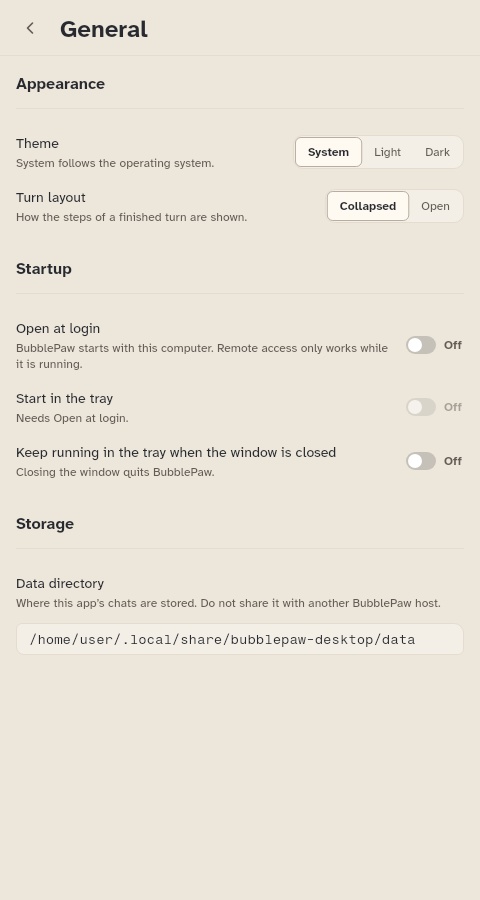 General
Appearance
Theme
System follows the operating system.
System Light Dark
Turn layout
How the steps of a finished turn are shown.
Collapsed Open
Startup
Open at login
BubblePaw starts with this computer. Remote access only works while
it is running.
Off
Start in the tray
Needs Open at login.
Off
Keep running in the tray when the window is closed
Closing the window quits BubblePaw.
Off
Storage
Data directory
Where this app's chats are stored. Do not share it with another BubblePaw host.
/home/user/.local/share/bubblepaw-desktop/data